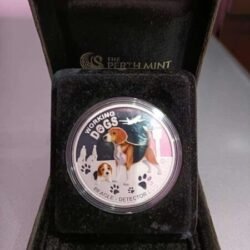 THE
PERTH MINT
WORKING
DOGS
BEAGLE - DETECTOR